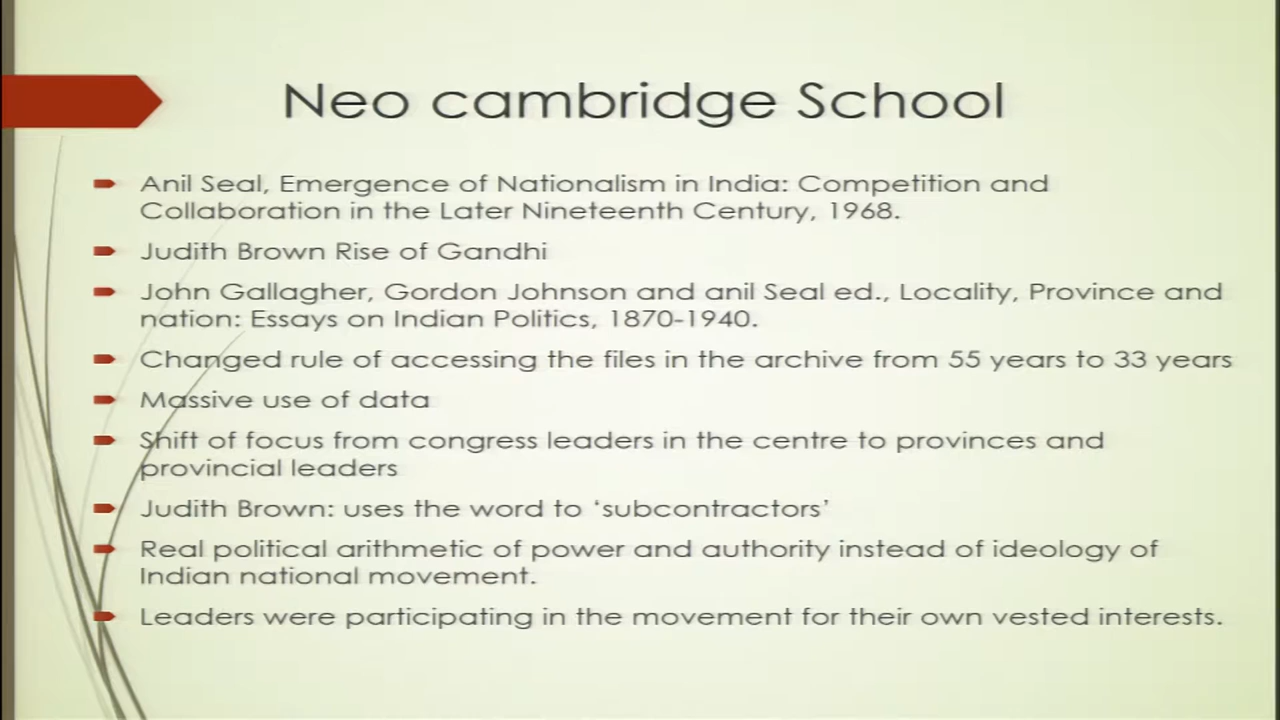 Neo cambridge School
Anil Seal, Emergence of Nationalism in India: Competition and
Collaboration in the Later Nineteenth Century, 1968.
Judith Brown Rise of Gandhi
John Gallagher, Gordon Johnson and anil Seal ed., Locality, Province and
nation: Essays on Indian Politics, 1870-1940.
Changed rule of accessing the files in the archive from 55 years to 33 years
Massive use of data
Shift of focus from congress leaders in the centre to provinces and
provincial leaders
Judith Brown: uses the word to ‘subcontractors’
Real political arithmetic of power and authority instead of ideology of
Indian national movement.
Leaders were participating in the movement for their own vested interests.